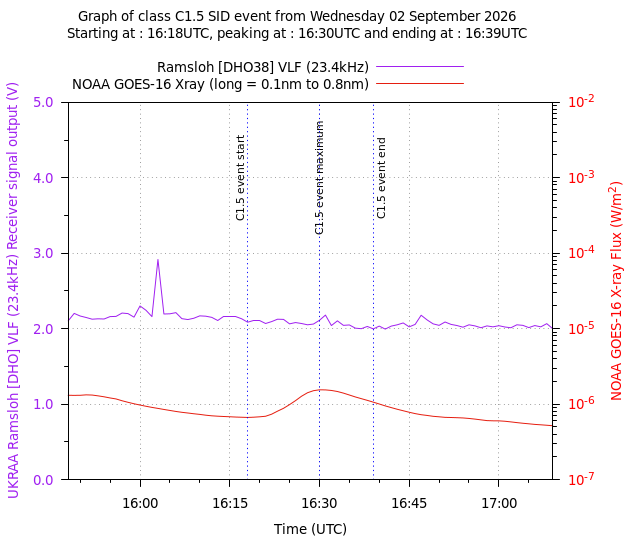 Graph of class C1.5 SID event from Wednesday 02 September 2026
Starting at : 16:18UTC, peaking at : 16:30UTC and ending at : 16:39UTC
Ramsloh [DHO38] VLF (23.4kHz)
NOAA GOES-16 Xray (long = 0.1nm to 0.8nm)
UKRAA Ramsloh [DHO] VLF (23.4kHz) Receiver signal output (V)
5.0
4.0
3.0
2.0
1.0
0.0
C1.5 event start
C1.5 event maximum
C1.5 event end
10-2
10-3
10-4
10-5
10-6
10-7
NOAA GOES-16 X-ray Flux (W/m2)
16:00 16:15 16:30 16:45 17:00
Time (UTC)